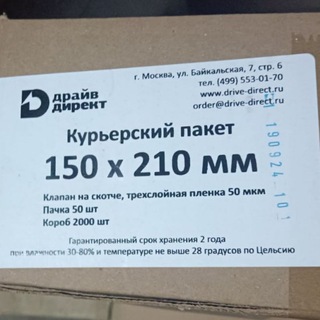 драйв
директ
г. Москва, ул. Байкальская, 7, стр. 6
тел. (499) 553-01-70
www.drive-direct.ru
order@drive-direct.ru
Курьерский пакет
150 х 210 мм
Клапан на скотче, трехслойная пленка 50 мкм
Пачка 50 шт
Короб 2000 шт
Гарантированный срок хранения 2 года
при влажности 30-80% и температуре не выше 28 градусов по Цельсию
190924